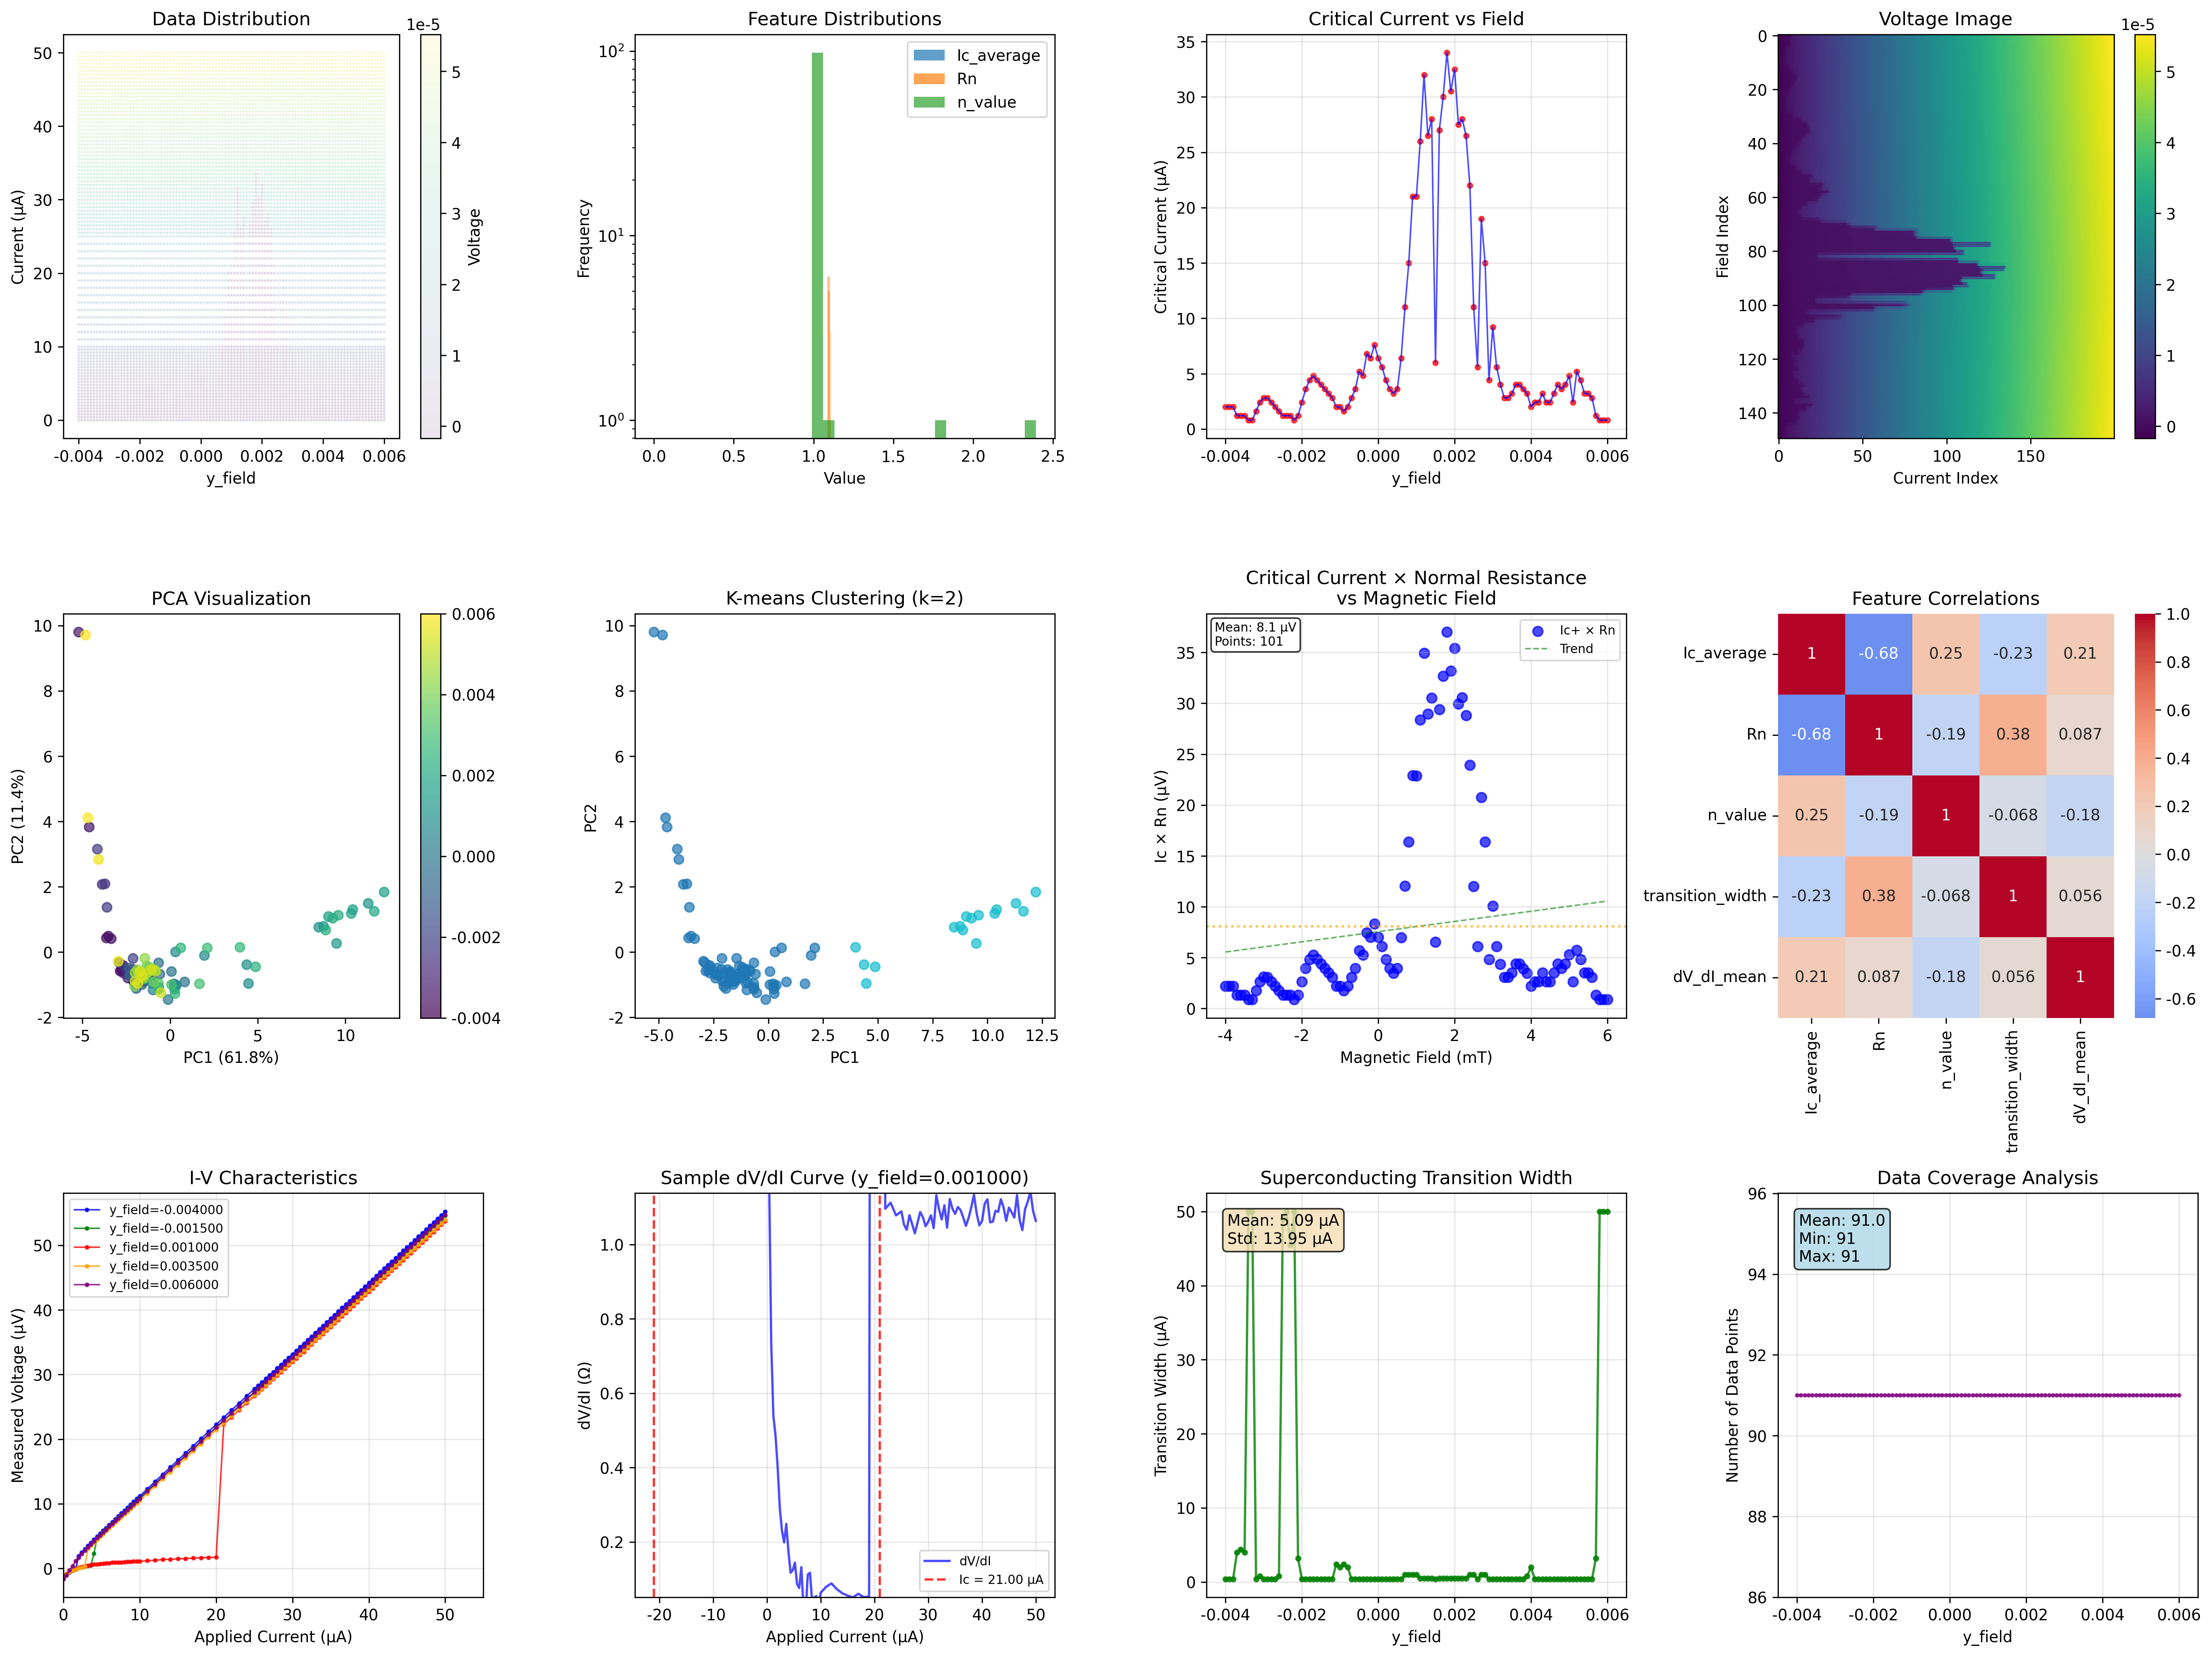 Data Distribution
1e-5
Current (μA)
50
40
30
20
10
0
-0.004 -0.002 0.000 0.002 0.004 0.006
y_field
5
4
3
2
1
0
Voltage
Feature Distributions
Frequency
10²
10¹
10⁰
Ic_average
Rn
n_value
0.0 0.5 1.0 1.5 2.0 2.5
Value
Critical Current vs Field
Critical Current (μA)
35
30
25
20
15
10
5
0
-0.004 -0.002 0.000 0.002 0.004 0.006
y_field
Voltage Image
1e-5
Field Index
0
20
40
60
80
100
120
140
0 50 100 150
Current Index
5
4
3
2
1
0
PCA Visualization
PC2 (11.4%)
10
8
6
4
2
0
-2
-5 0 5 10
PC1 (61.8%)
0.006
0.004
0.002
0.000
-0.002
-0.004
K-means Clustering (k=2)
PC2
10
8
6
4
2
0
-2
-5.0 -2.5 0.0 2.5 5.0 7.5 10.0 12.5
PC1
Critical Current × Normal Resistance
vs Magnetic Field
Mean: 8.1 μV
Points: 101
Ic+ × Rn
Trend
Ic × Rn (μV)
35
30
25
20
15
10
5
0
-4 -2 0 2 4 6
Magnetic Field (mT)
Feature Correlations
Ic_average 1 -0.68 0.25 -0.23 0.21
Rn -0.68 1 -0.19 0.38 0.087
n_value 0.25 -0.19 1 -0.068 -0.18
transition_width -0.23 0.38 -0.068 1 0.056
dV_dI_mean 0.21 0.087 -0.18 0.056 1
Ic_average Rn n_value transition_width dV_dI_mean
1.0
0.8
0.6
0.4
0.2
0.0
-0.2
-0.4
-0.6
I-V Characteristics
y_field=-0.004000
y_field=-0.001500
y_field=0.001000
y_field=0.003500
y_field=0.006000
Measured Voltage (μV)
50
40
30
20
10
0
0 10 20 30 40 50
Applied Current (μA)
Sample dV/dI Curve (y_field=0.001000)
dV/dI (Ω)
1.0
0.8
0.6
0.4
0.2
dV/dI
Ic = 21.00 μA
-20 -10 0 10 20 30 40 50
Applied Current (μA)
Superconducting Transition Width
Mean: 5.09 μA
Std: 13.95 μA
Transition Width (μA)
50
40
30
20
10
0
-0.004 -0.002 0.000 0.002 0.004 0.006
y_field
Data Coverage Analysis
Mean: 91.0
Min: 91
Max: 91
Number of Data Points
96
94
92
90
88
86
-0.004 -0.002 0.000 0.002 0.004 0.006
y_field